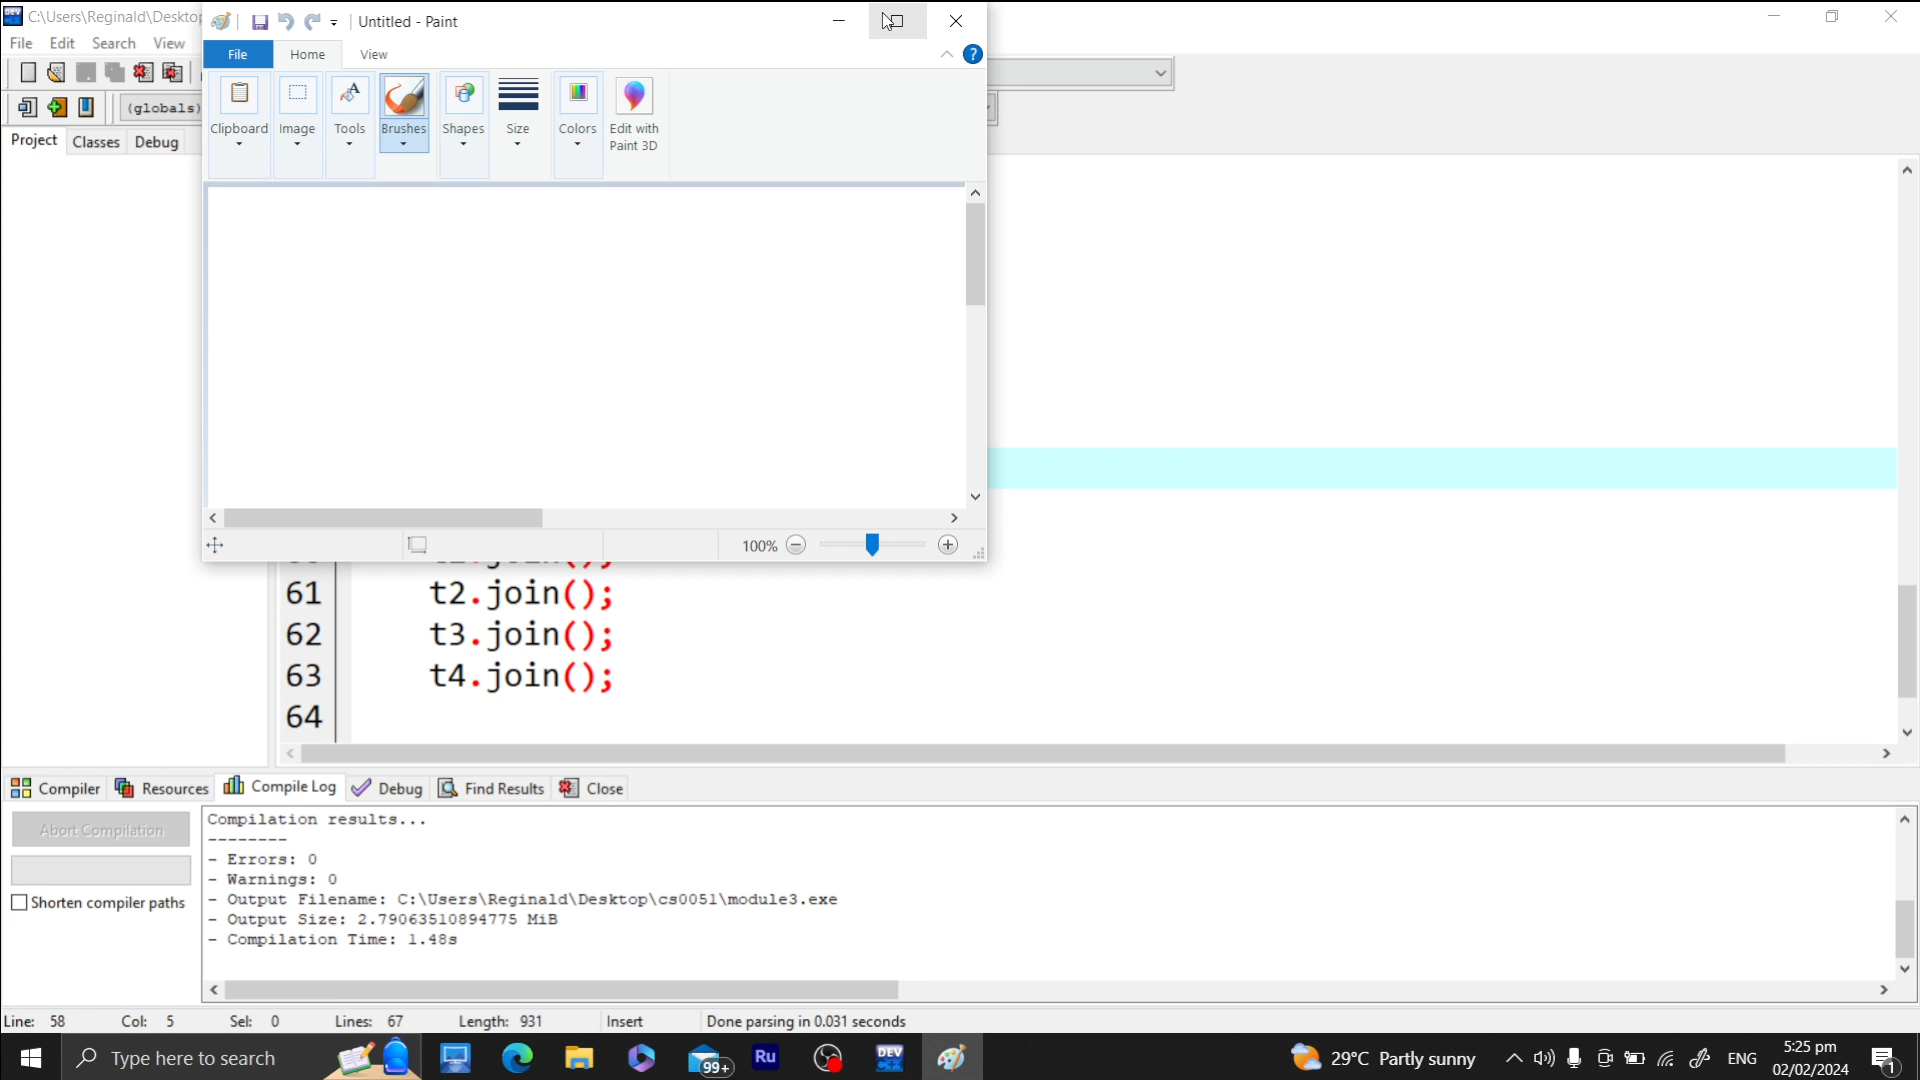 C:\Users\Reginald\Desktop
Untitled - Paint
File Edit Search View
File Home View
Clipboard Image Tools Brushes Shapes Size Colors Edit with
Paint 3D
(globals)
Project Classes Debug
100%
61 t2.join();
62 t3.join();
63 t4.join();
64
Compiler Resources Compile Log Debug Find Results Close
Abort Compilation
Shorten compiler paths
Compilation results...
--------
- Errors: 0
- Warnings: 0
- Output Filename: C:\Users\Reginald\Desktop\cs0051\module3.exe
- Output Size: 2.79063510894775 MiB
- Compilation Time: 1.48s
Line: 58 Col: 5 Sel: 0 Lines: 67 Length: 931 Insert Done parsing in 0.031 seconds
Type here to search
99+
Ru
DEV
C++
29°C Partly sunny
ENG
5:25 pm
02/02/2024
1